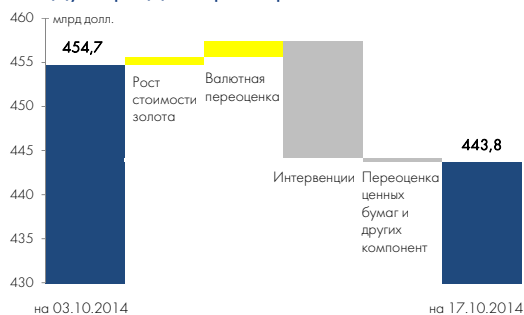 млрд долл.
460
455
450
445
440
435
430
454,7
Рост
стоимости
золота
Валютная
переоценка
Интервенции
Переоценка
ценных
бумаг и
других
компонент
443,8
на 03.10.2014
на 17.10.2014